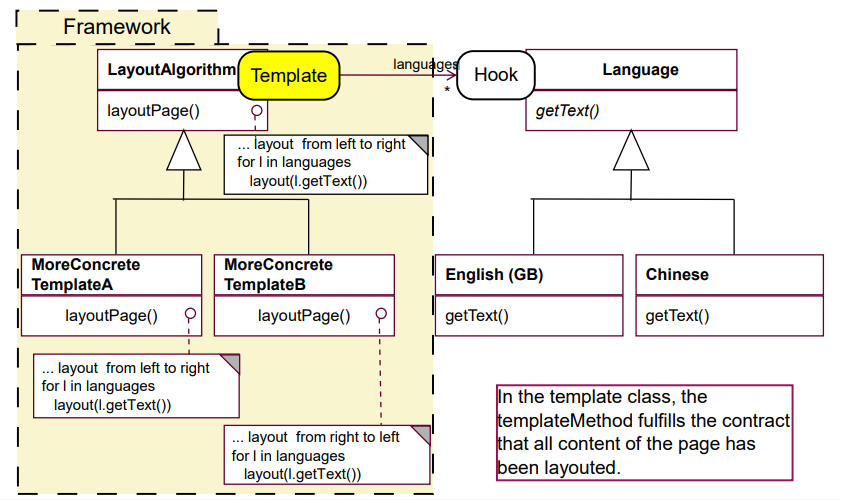 Framework
LayoutAlgorithm
Template
languages
*
Hook
Language
layoutPage()
getText()
... layout from left to right
for l in languages
layout(l.getText())
MoreConcrete
TemplateA
layoutPage()
MoreConcrete
TemplateB
layoutPage()
English (GB)
getText()
Chinese
getText()
... layout from left to right
for l in languages
layout(l.getText())
... layout from right to left
for l in languages
layout(l.getText())
In the template class, the
templateMethod fulfills the contract
that all content of the page has
been layouted.